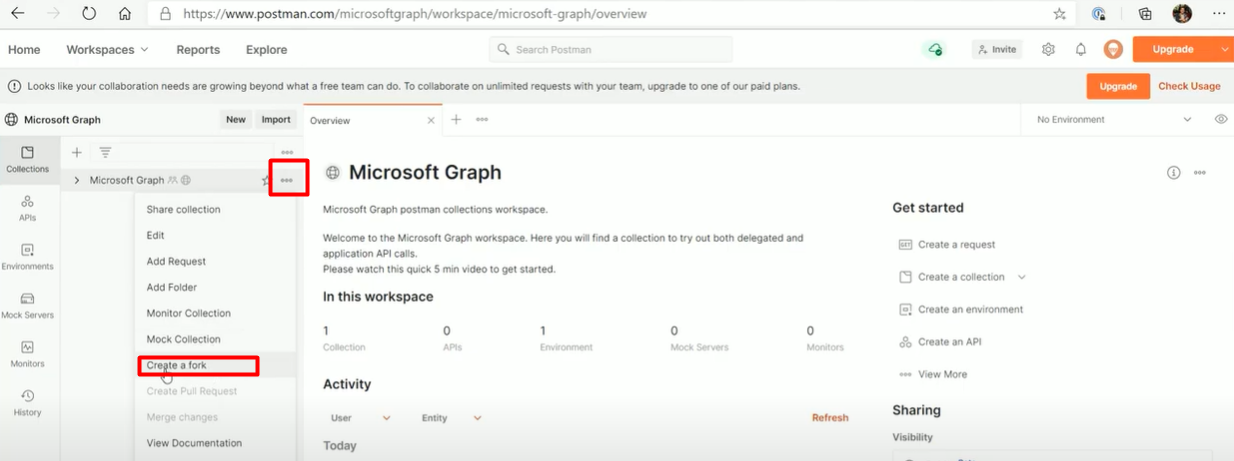 https://www.postman.com/microsoftgraph/workspace/microsoft-graph/overview
Home Workspaces Reports Explore Search Postman Invite Upgrade
Looks like your collaboration needs are growing beyond what a free team can do. To collaborate on unlimited requests with your team, upgrade to one of our paid plans. Upgrade Check Usage
Microsoft Graph New Import Overview No Environment
Collections
APIs
Environments
Mock Servers
Monitors
History
Microsoft Graph
Share collection
Edit
Add Request
Add Folder
Monitor Collection
Mock Collection
Create a fork
Create Pull Request
Merge changes
View Documentation
Microsoft Graph
Microsoft Graph postman collections workspace.
Welcome to the Microsoft Graph workspace. Here you will find a collection to try out both delegated and
application API calls.
Please watch this quick 5 min video to get started.
In this workspace
1 0 1 0 0
Collection APIs Environment Mock Servers Monitors
Activity
User Entity Refresh
Today
Get started
GET Create a request
Create a collection
Create an environment
Create an API
View More
Sharing
Visibility